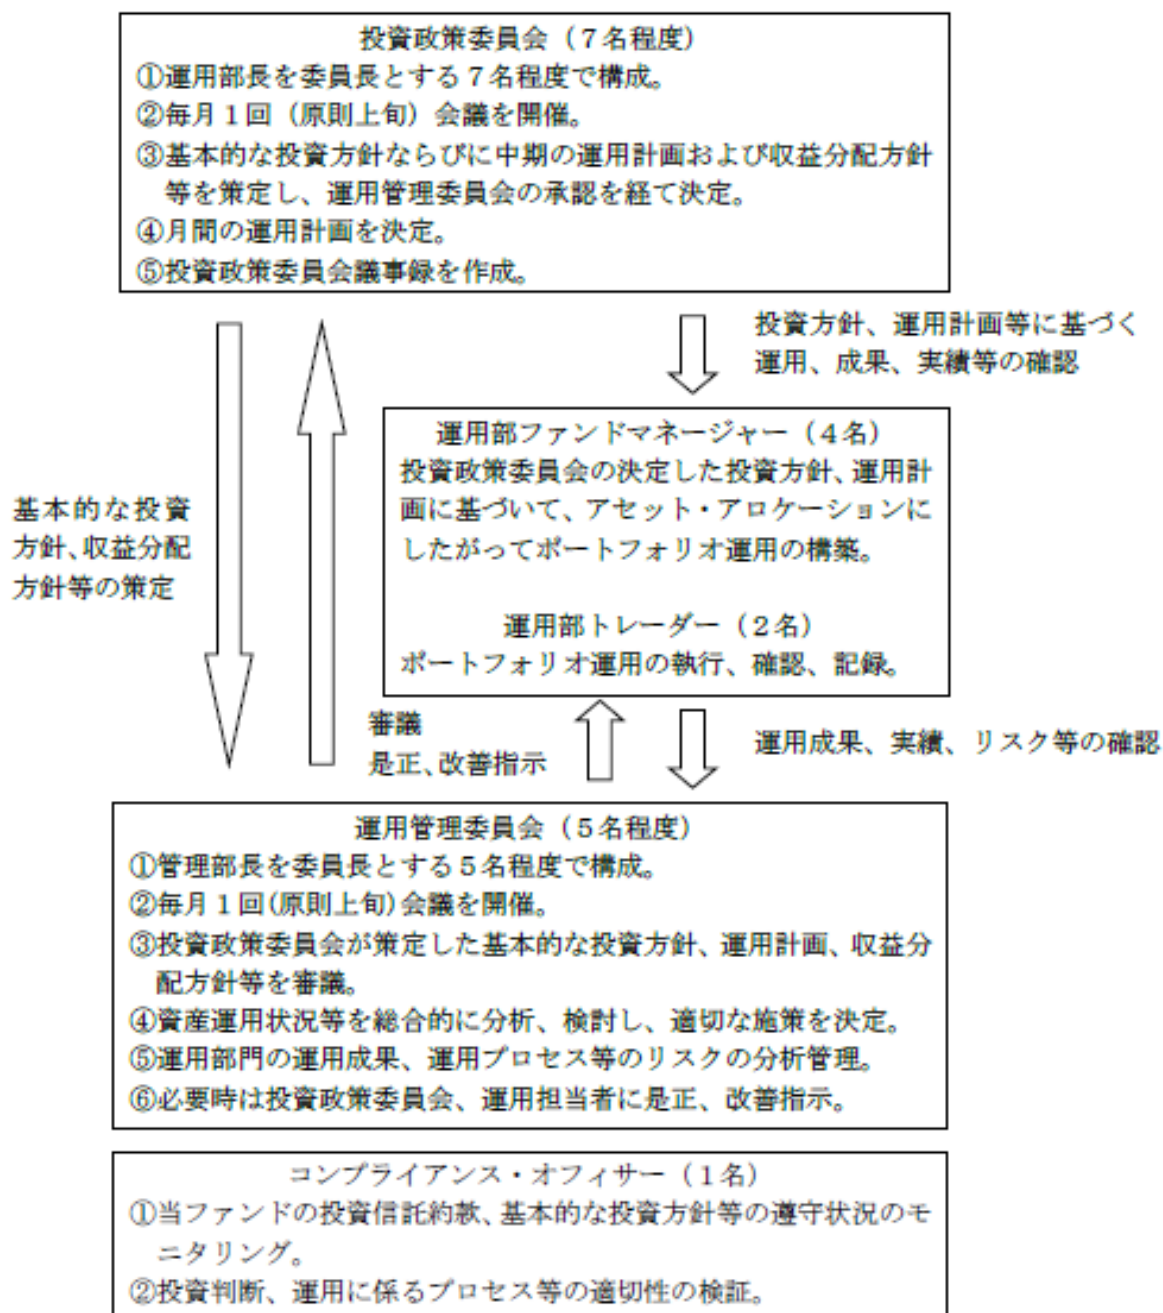 投資政策委員会（７名程度）
①運用部長を委員長とする７名程度で構成。
②毎月１回（原則上旬）会議を開催。
③基本的な投資方針ならびに中期の運用計画および収益分配方針
等を策定し、運用管理委員会の承認を経て決定。
④月間の運用計画を決定。
⑤投資政策委員会議事録を作成。
投資方針、運用計画等に基づく
運用、成果、実績等の確認
運用部ファンドマネージャー（４名）
投資政策委員会の決定した投資方針、運用計
画に基づいて、アセット・アロケーションに
したがってポートフォリオ運用の構築。
運用部トレーダー（２名）
ポートフォリオ運用の執行、確認、記録。
基本的な投資
方針、収益分配
方針等の策定
審議
是正、改善指示
運用成果、実績、リスク等の確認
運用管理委員会（５名程度）
①管理部長を委員長とする５名程度で構成。
②毎月１回(原則上旬)会議を開催。
③投資政策委員会が策定した基本的な投資方針、運用計画、収益分
配方針等を審議。
④資産運用状況等を総合的に分析、検討し、適切な施策を決定。
⑤運用部門の運用成果、運用プロセス等のリスクの分析管理。
⑥必要時は投資政策委員会、運用担当者に是正、改善指示。
コンプライアンス・オフィサー（１名）
①当ファンドの投資信託約款、基本的な投資方針等の遵守状況のモ
ニタリング。
②投資判断、運用に係るプロセス等の適切性の検証。